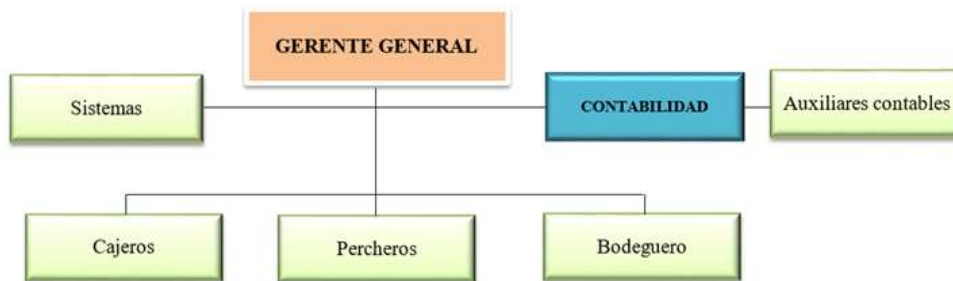 GERENTE GENERAL
Sistemas
CONTABILIDAD
Auxiliares contables
Cajeros
Percheros
Bodeguero